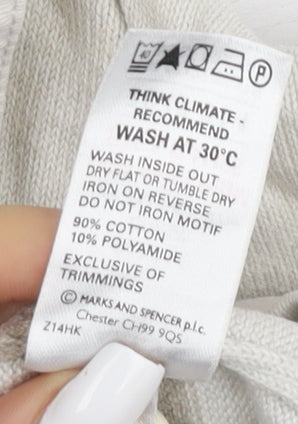 40 P
THINK CLIMATE -
RECOMMEND
WASH AT 30°C
WASH INSIDE OUT
DRY FLAT OR TUMBLE DRY
IRON ON REVERSE
DO NOT IRON MOTIF
90% COTTON
10% POLYAMIDE
EXCLUSIVE OF
TRIMMINGS
© MARKS AND SPENCER p.l.c.
Chester CH99 9QS
Z14HK